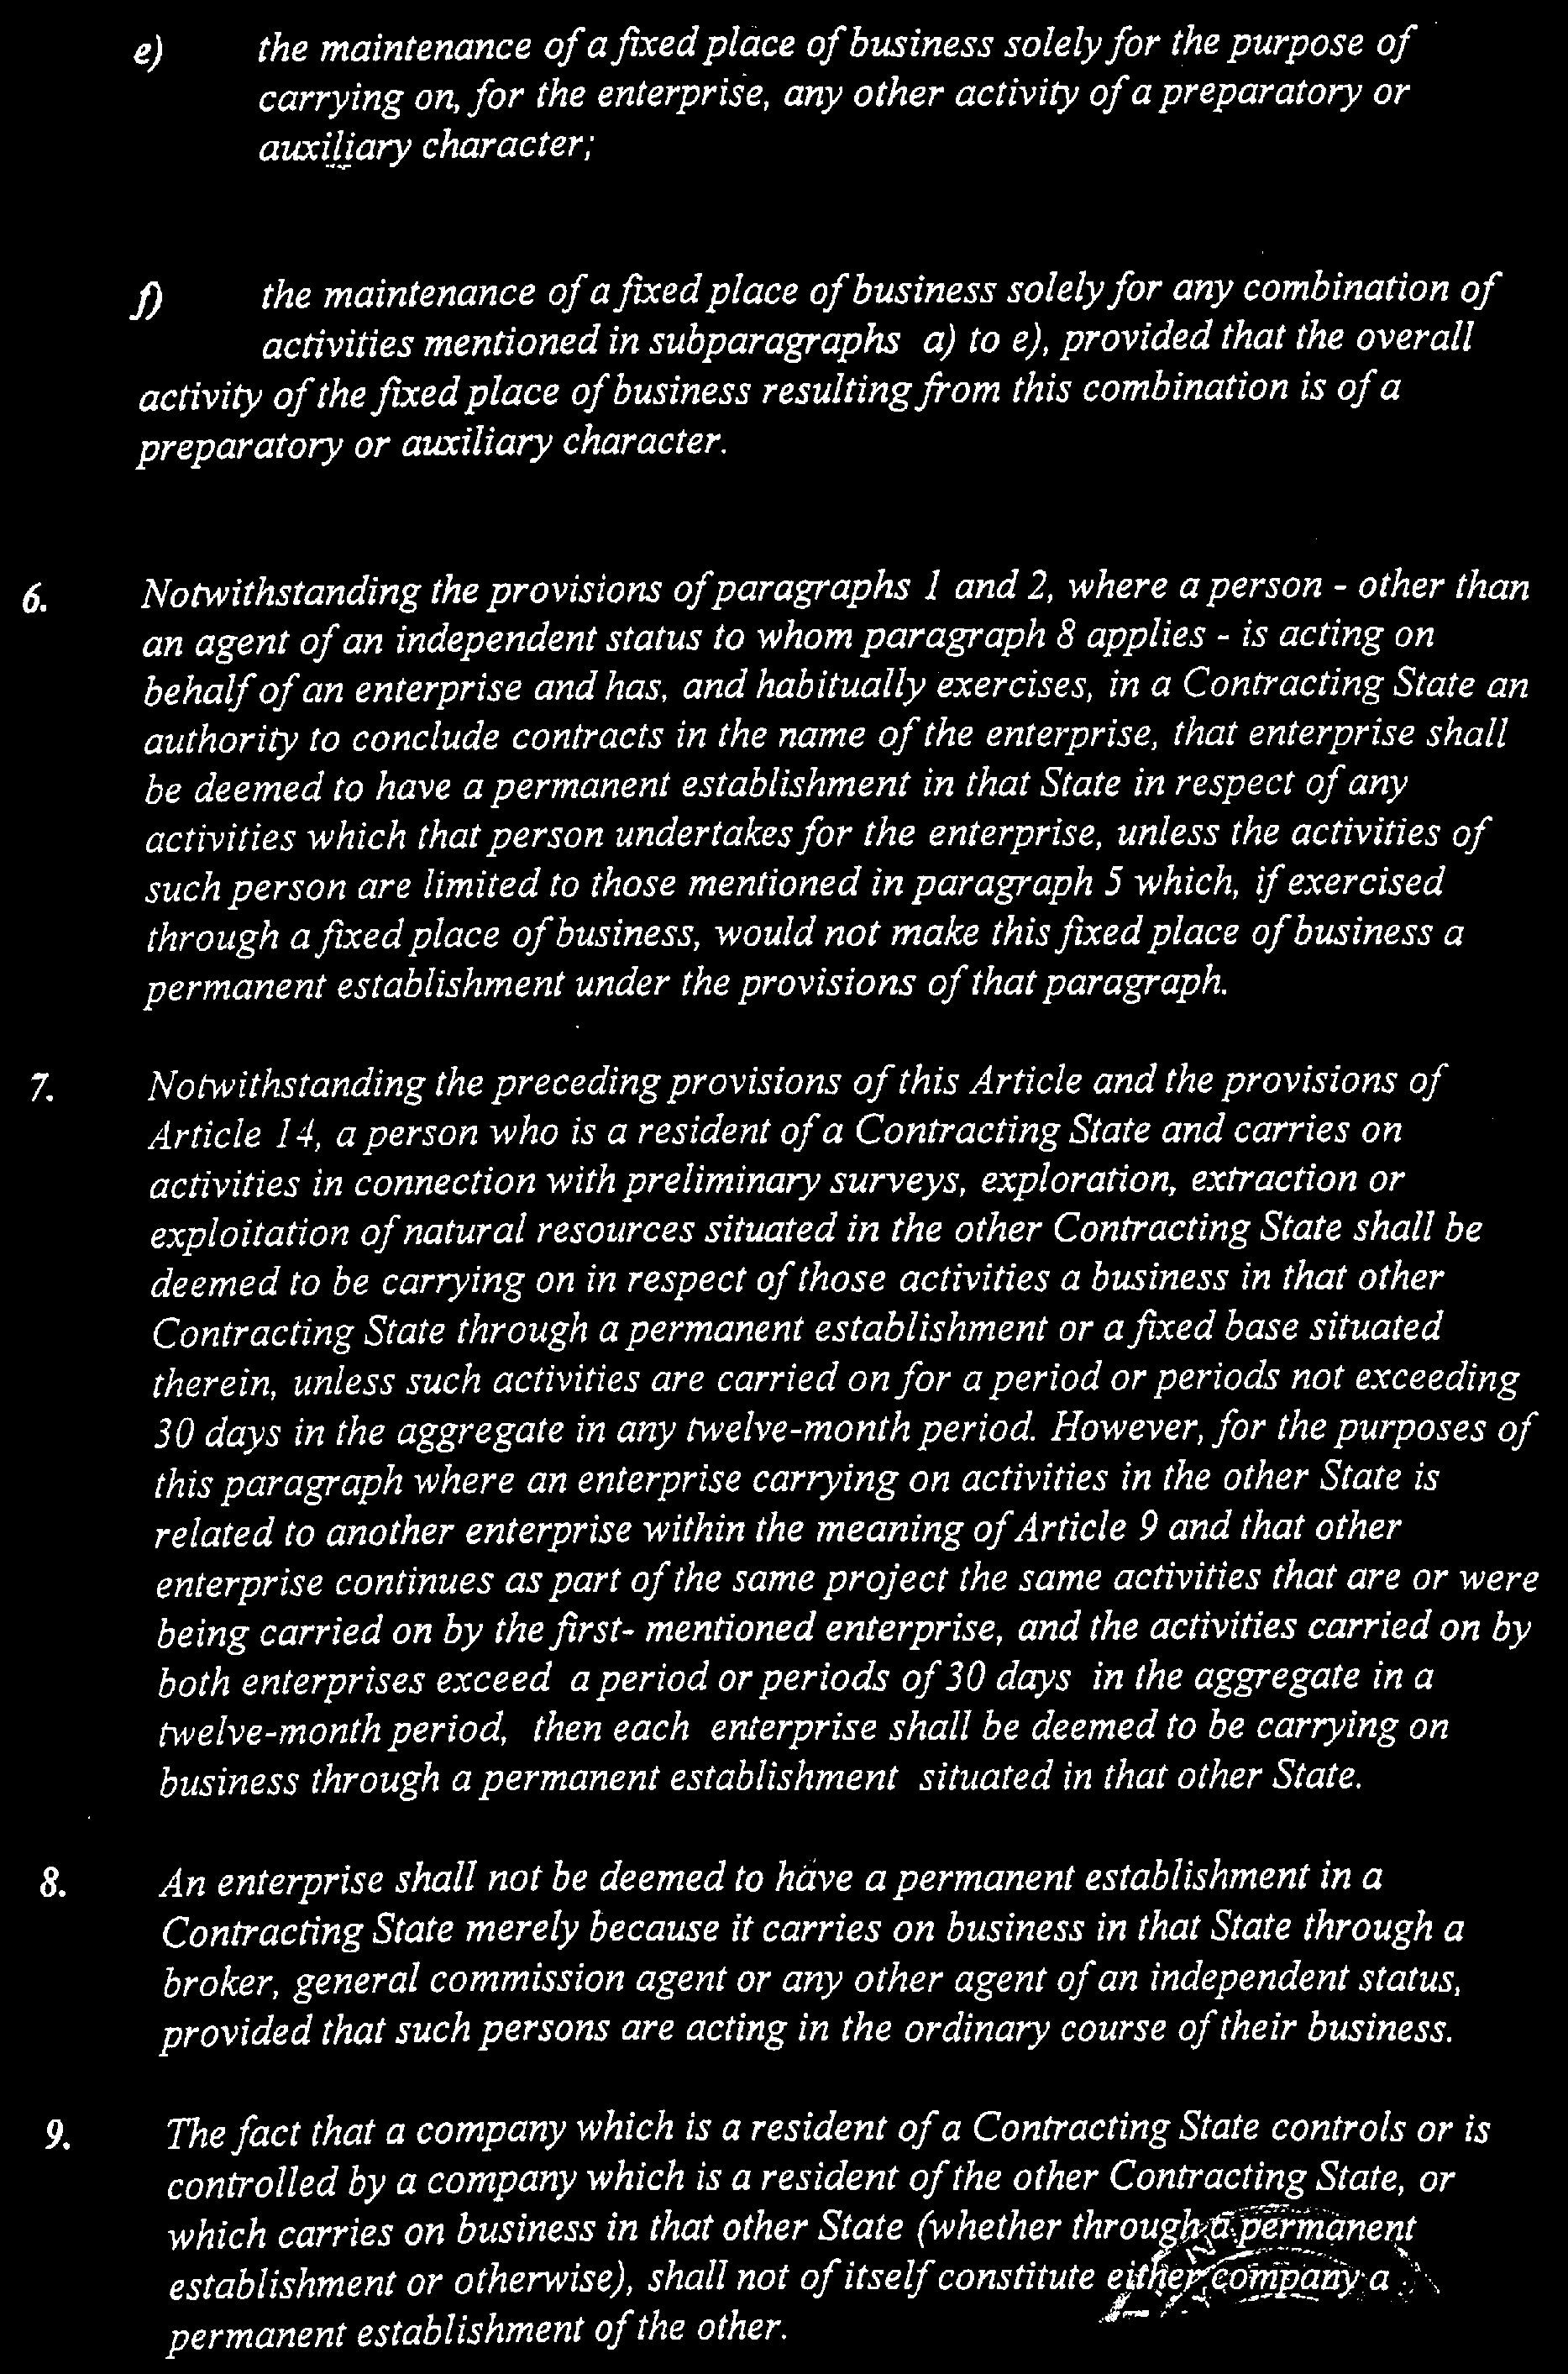 e) the maintenance of a fixed place of business solely for the purpose of
carrying on, for the enterprise, any other activity of a preparatory or
auxiliary character;
f) the maintenance of a fixed place of business solely for any combination of
activities mentioned in subparagraphs a) to e), provided that the overall
activity of the fixed place of business resulting from this combination is of a
preparatory or auxiliary character.
6. Notwithstanding the provisions of paragraphs 1 and 2, where a person - other than
an agent of an independent status to whom paragraph 8 applies - is acting on
behalf of an enterprise and has, and habitually exercises, in a Contracting State an
authority to conclude contracts in the name of the enterprise, that enterprise shall
be deemed to have a permanent establishment in that State in respect of any
activities which that person undertakes for the enterprise, unless the activities of
such person are limited to those mentioned in paragraph 5 which, if exercised
through a fixed place of business, would not make this fixed place of business a
permanent establishment under the provisions of that paragraph.
7. Notwithstanding the preceding provisions of this Article and the provisions of
Article 14, a person who is a resident of a Contracting State and carries on
activities in connection with preliminary surveys, exploration, extraction or
exploitation of natural resources situated in the other Contracting State shall be
deemed to be carrying on in respect of those activities a business in that other
Contracting State through a permanent establishment or a fixed base situated
therein, unless such activities are carried on for a period or periods not exceeding
30 days in the aggregate in any twelve-month period. However, for the purposes of
this paragraph where an enterprise carrying on activities in the other State is
related to another enterprise within the meaning of Article 9 and that other
enterprise continues as part of the same project the same activities that are or were
being carried on by the first- mentioned enterprise, and the activities carried on by
both enterprises exceed a period or periods of 30 days in the aggregate in a
twelve-month period, then each enterprise shall be deemed to be carrying on
business through a permanent establishment situated in that other State.
8. An enterprise shall not be deemed to have a permanent establishment in a
Contracting State merely because it carries on business in that State through a
broker, general commission agent or any other agent of an independent status,
provided that such persons are acting in the ordinary course of their business.
9. The fact that a company which is a resident of a Contracting State controls or is
controlled by a company which is a resident of the other Contracting State, or
which carries on business in that other State (whether through a permanent
establishment or otherwise), shall not of itself constitute either company a
permanent establishment of the other.